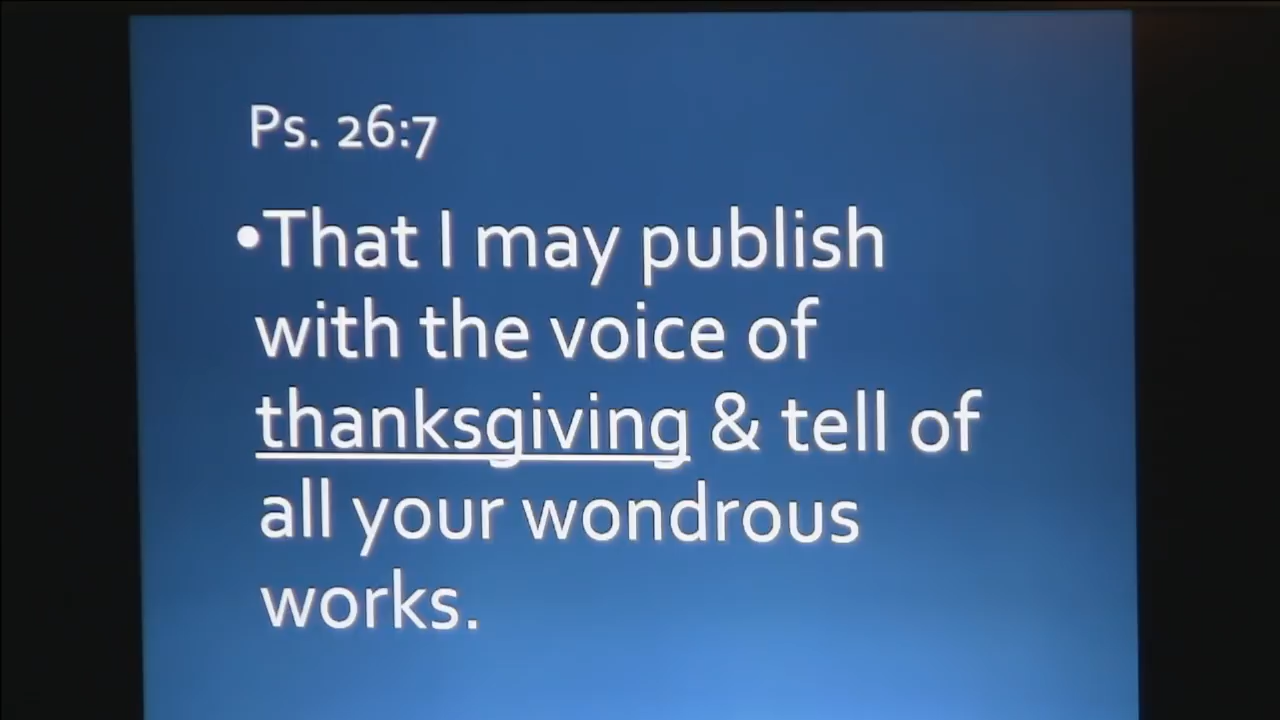 Ps. 26:7
•That I may publish
with the voice of
thanksgiving & tell of
all your wondrous
works.